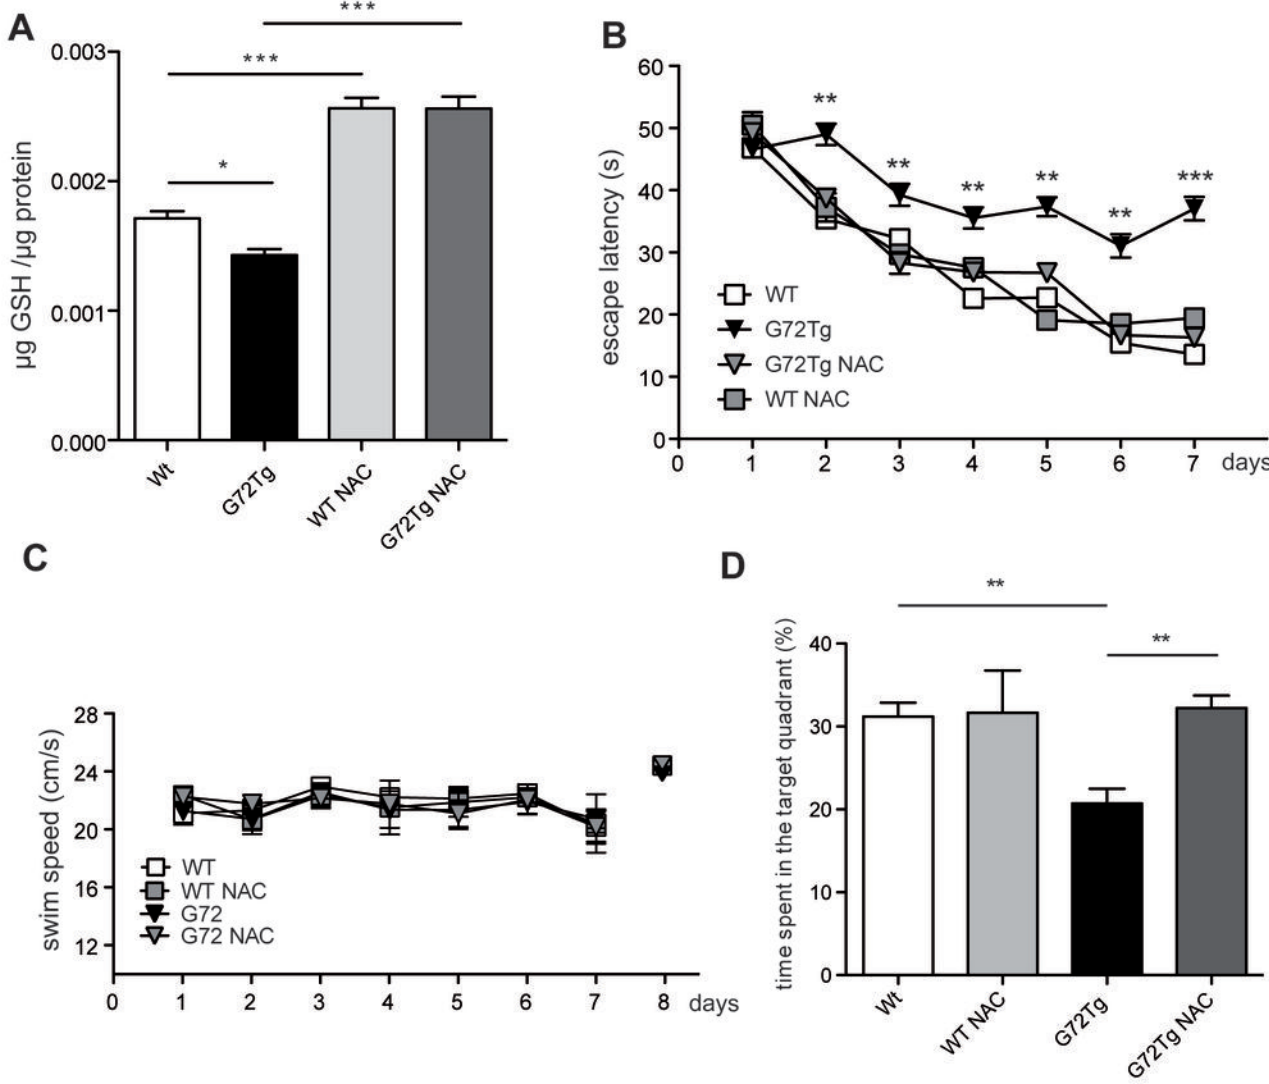 A
***
***
*
0.003
0.002
0.001
0.000
µg GSH /µg protein
Wt
G72Tg
WT NAC
G72Tg NAC
B
60
50
40
30
20
10
0
escape latency (s)
**
**
**
**
**
***
WT
G72Tg
G72Tg NAC
WT NAC
0 1 2 3 4 5 6 7 days
C
28
24
20
16
12
swim speed (cm/s)
WT
WT NAC
G72
G72 NAC
0 1 2 3 4 5 6 7 8 days
D
**
**
40
30
20
10
0
time spent in the target quadrant (%)
Wt
WT NAC
G72Tg
G72Tg NAC